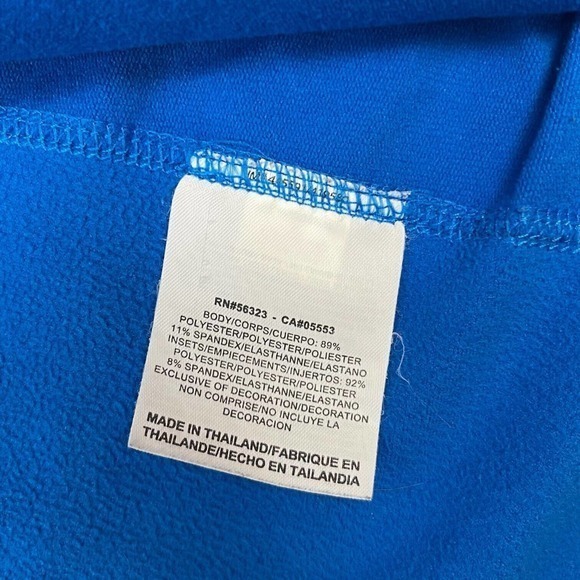 RN#56323 - CA#05553
BODY/CORPS/CUERPO: 89%
POLYESTER/POLYESTER/POLIESTER
11% SPANDEX/ELASTHANNE/ELASTANO
INSETS/EMPIECEMENTS/INJERTOS: 92%
POLYESTER/POLYESTER/POLIESTER
8% SPANDEX/ELASTHANNE/ELASTANO
EXCLUSIVE OF DECORATION/DECORATION
NON COMPRISE/NO INCLUYE LA
DECORACION
MADE IN THAILAND/FABRIQUE EN
THAILANDE/HECHO EN TAILANDIA